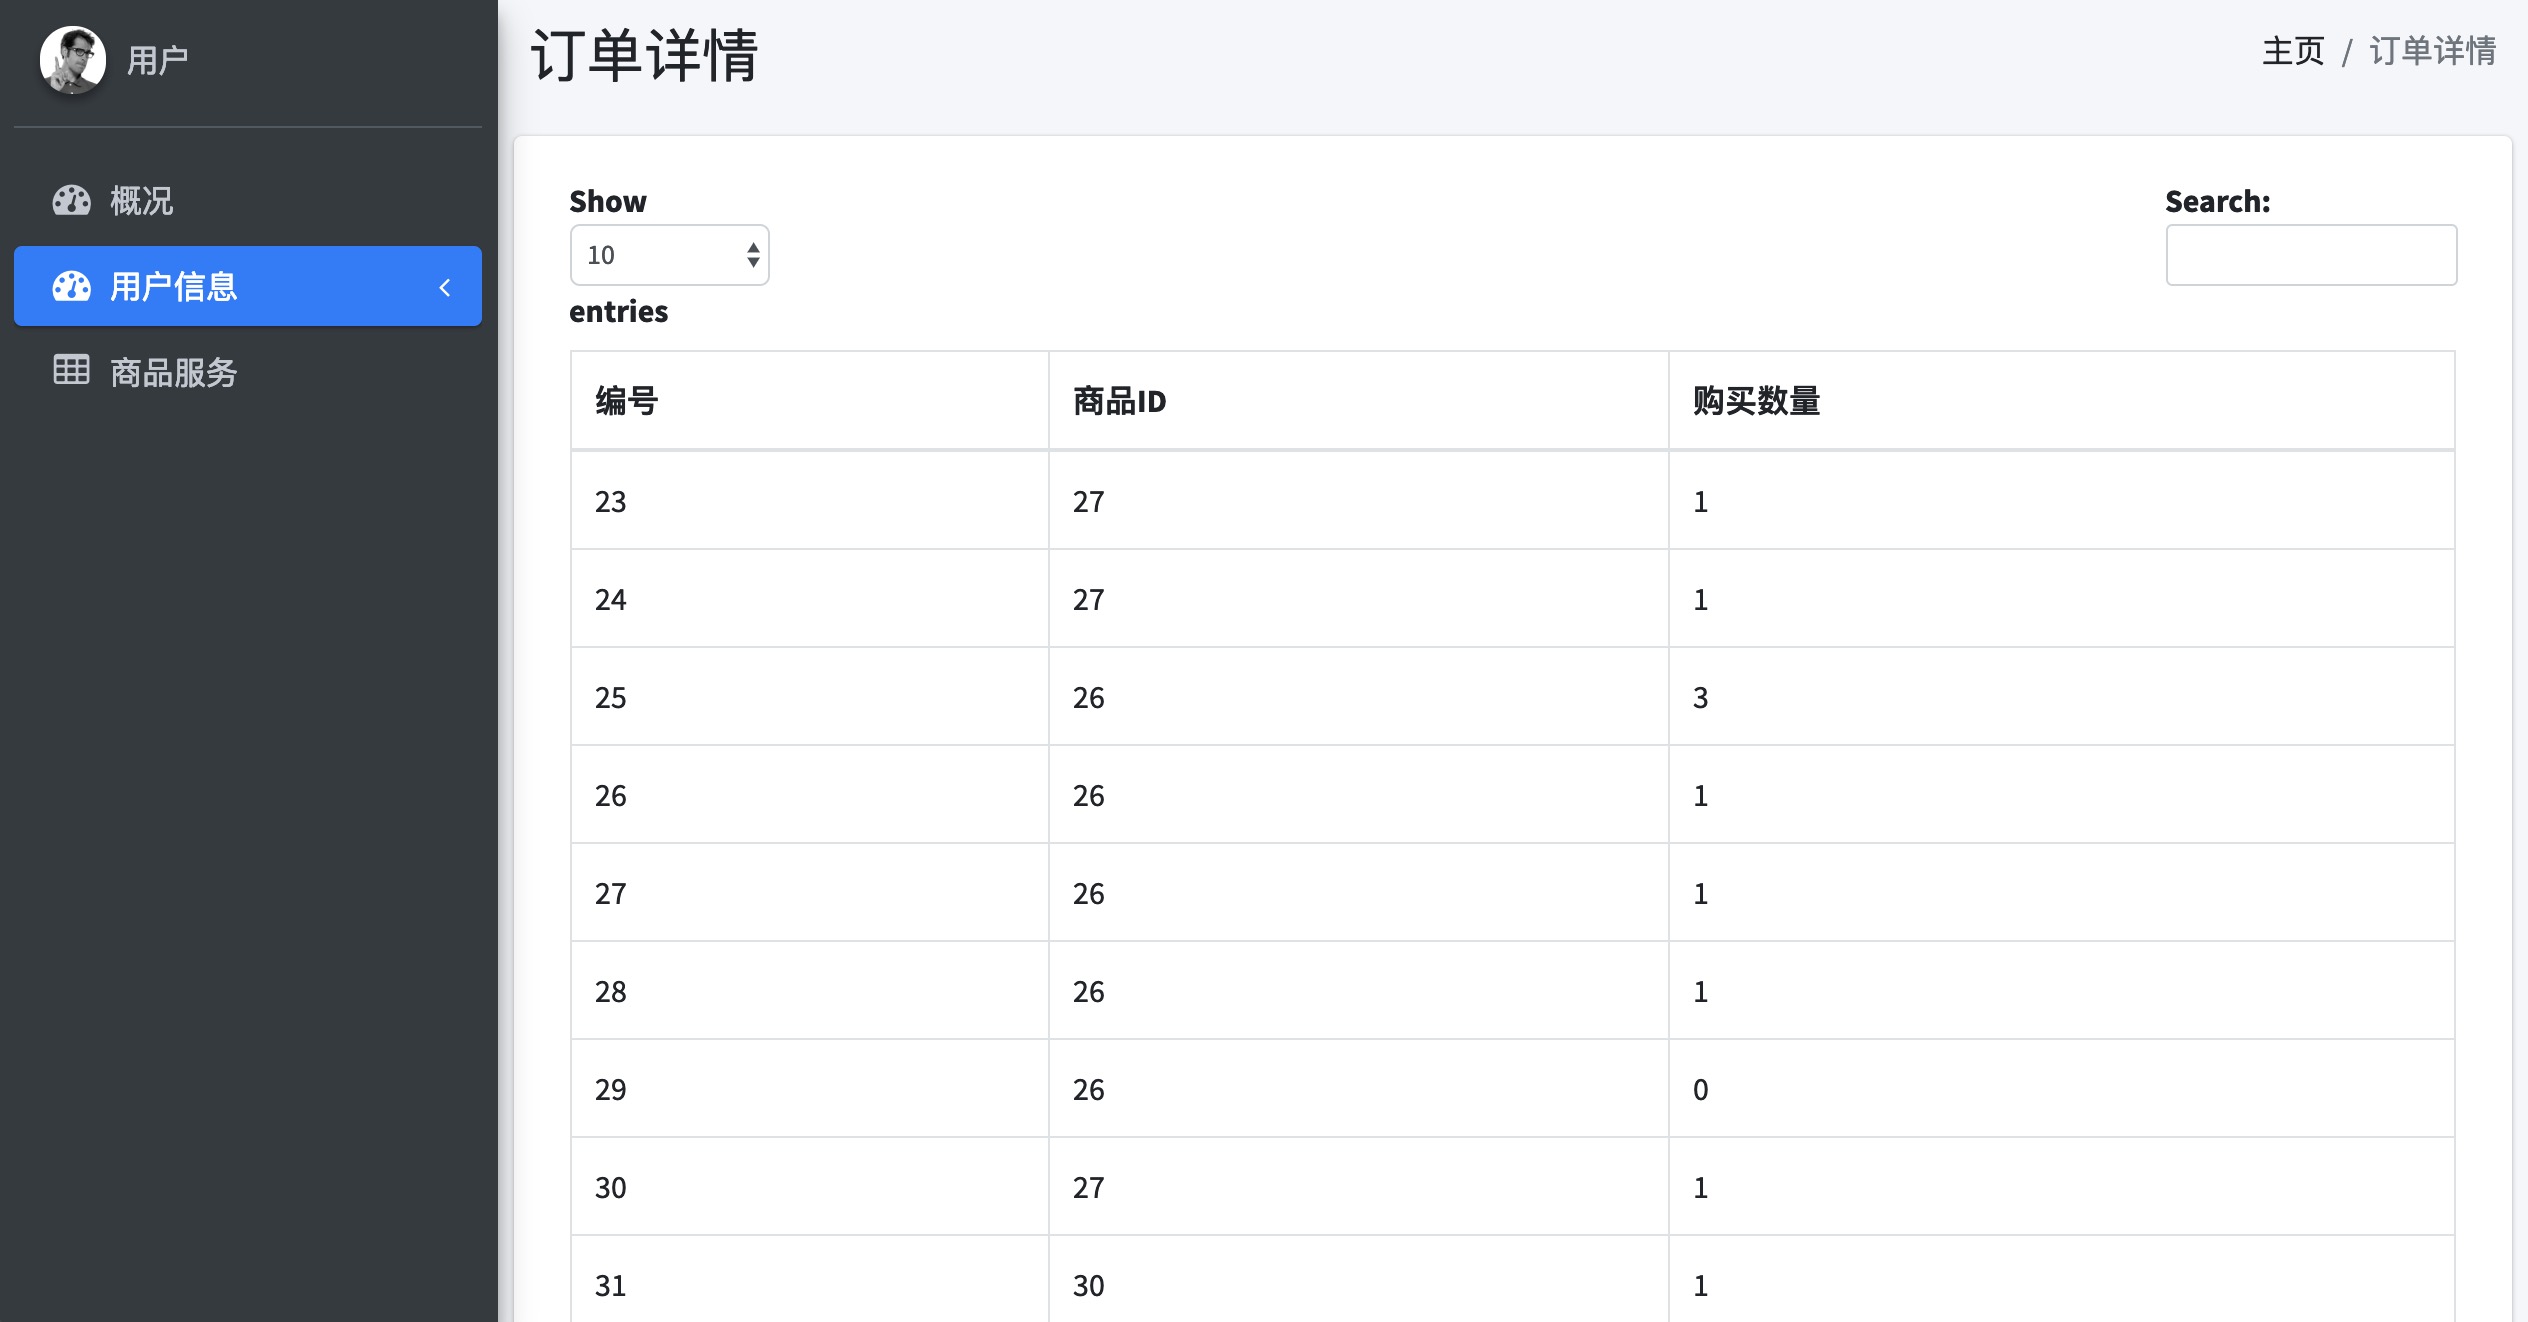 用户
概况
用户信息
商品服务
订单详情
主页 / 订单详情
Show
10
entries
Search:
编号 商品ID 购买数量
23 27 1
24 27 1
25 26 3
26 26 1
27 26 1
28 26 1
29 26 0
30 27 1
31 30 1